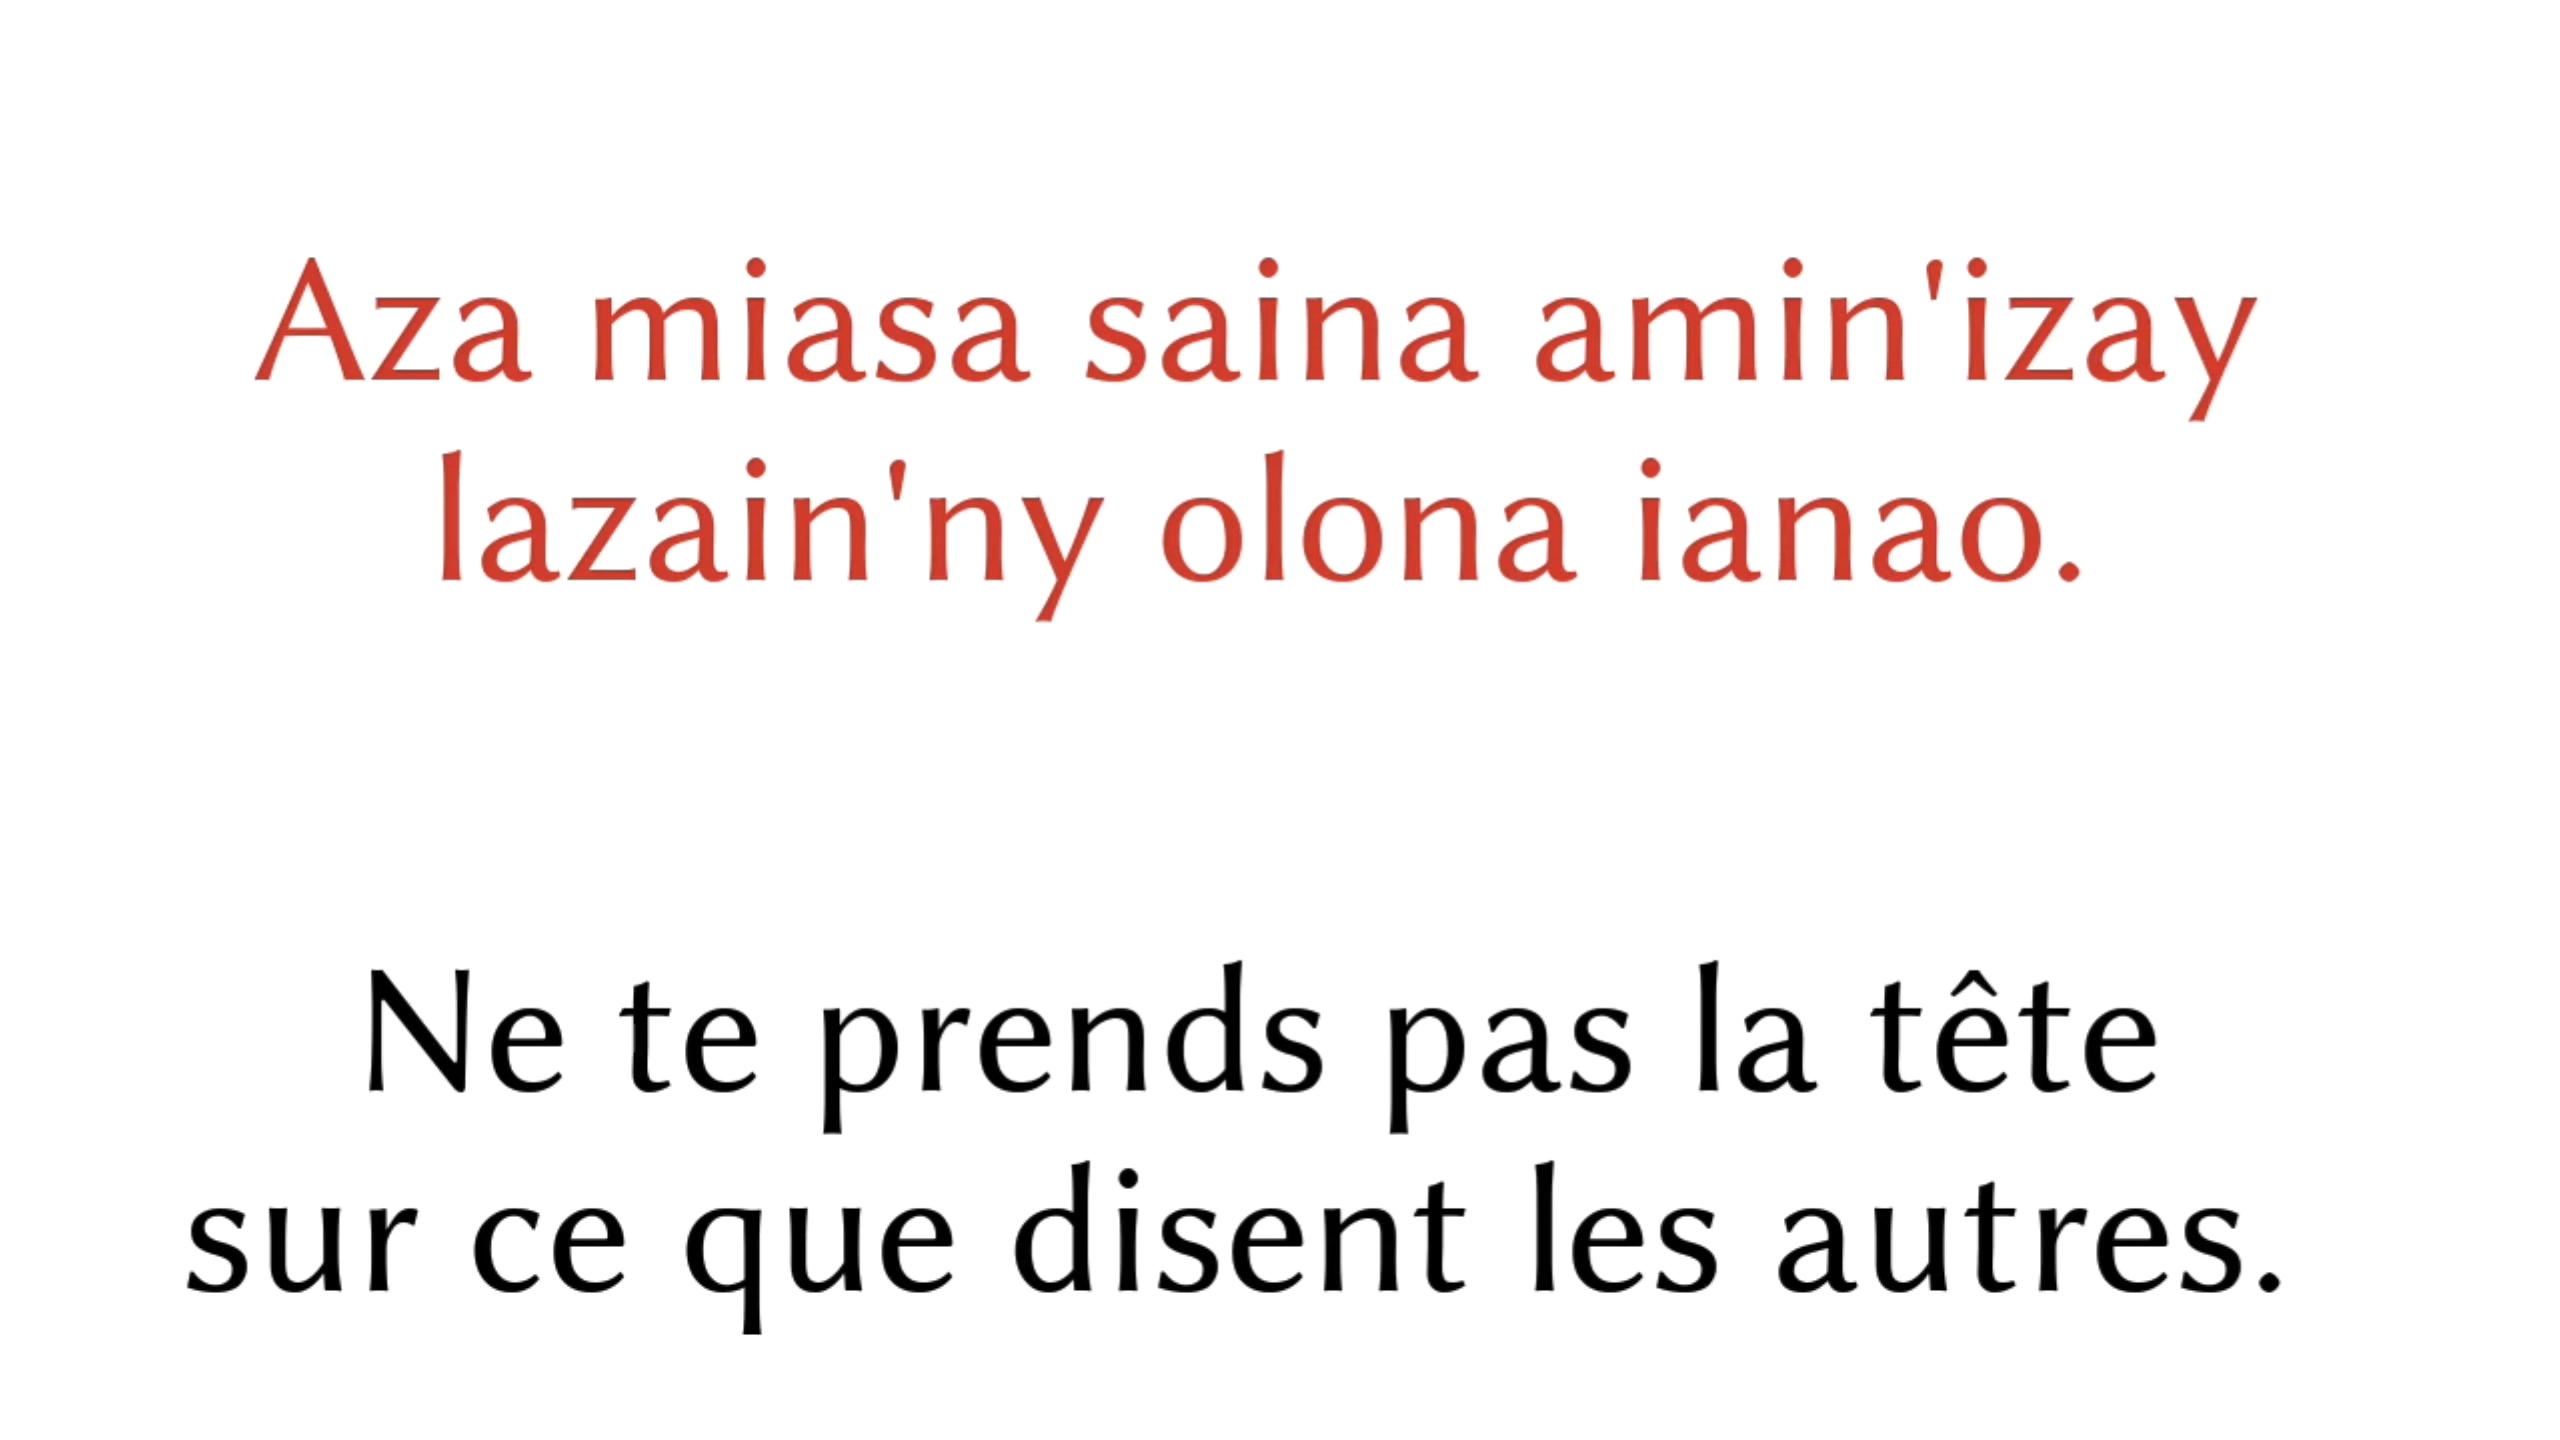 Aza miasa saina amin'izay
lazain'ny olona ianao.
Ne te prends pas la tête
sur ce que disent les autres.